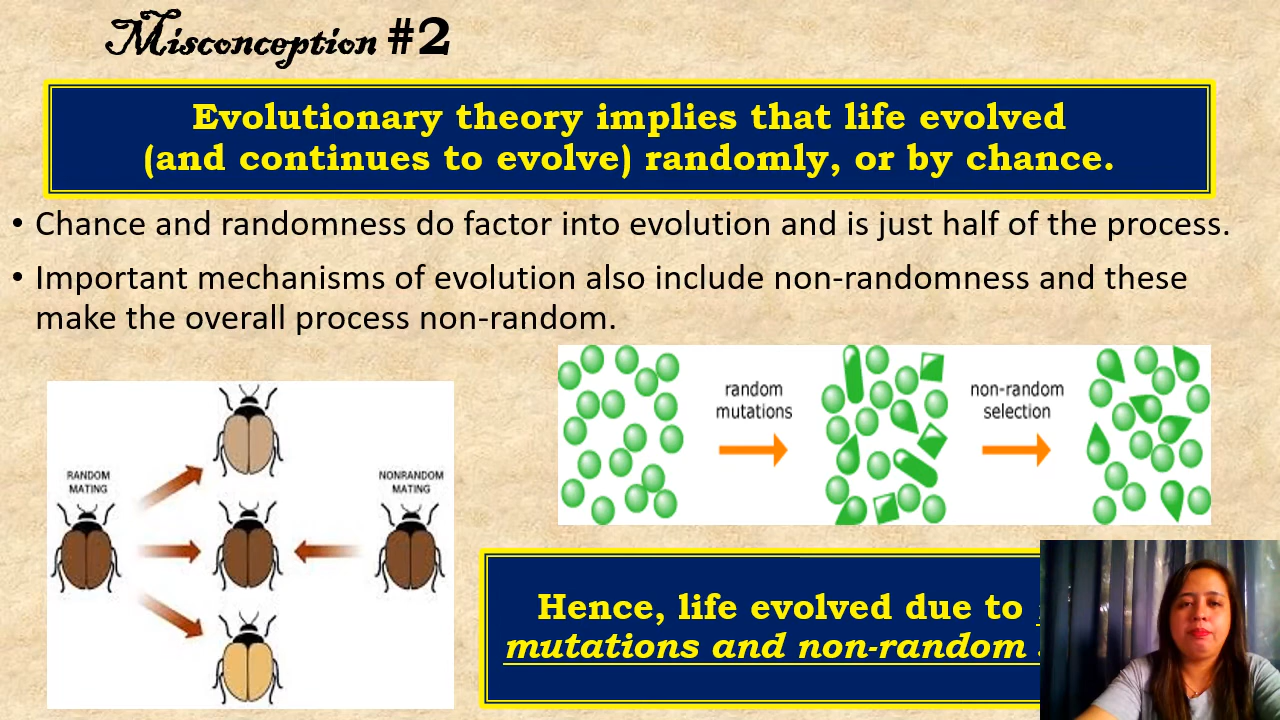 Misconception #2
Evolutionary theory implies that life evolved
(and continues to evolve) randomly, or by chance.
• Chance and randomness do factor into evolution and is just half of the process.
• Important mechanisms of evolution also include non-randomness and these
make the overall process non-random.
RANDOM
MATING
NONRANDOM
MATING
random
mutations
non-random
selection
Hence, life evolved due to
mutations and non-random